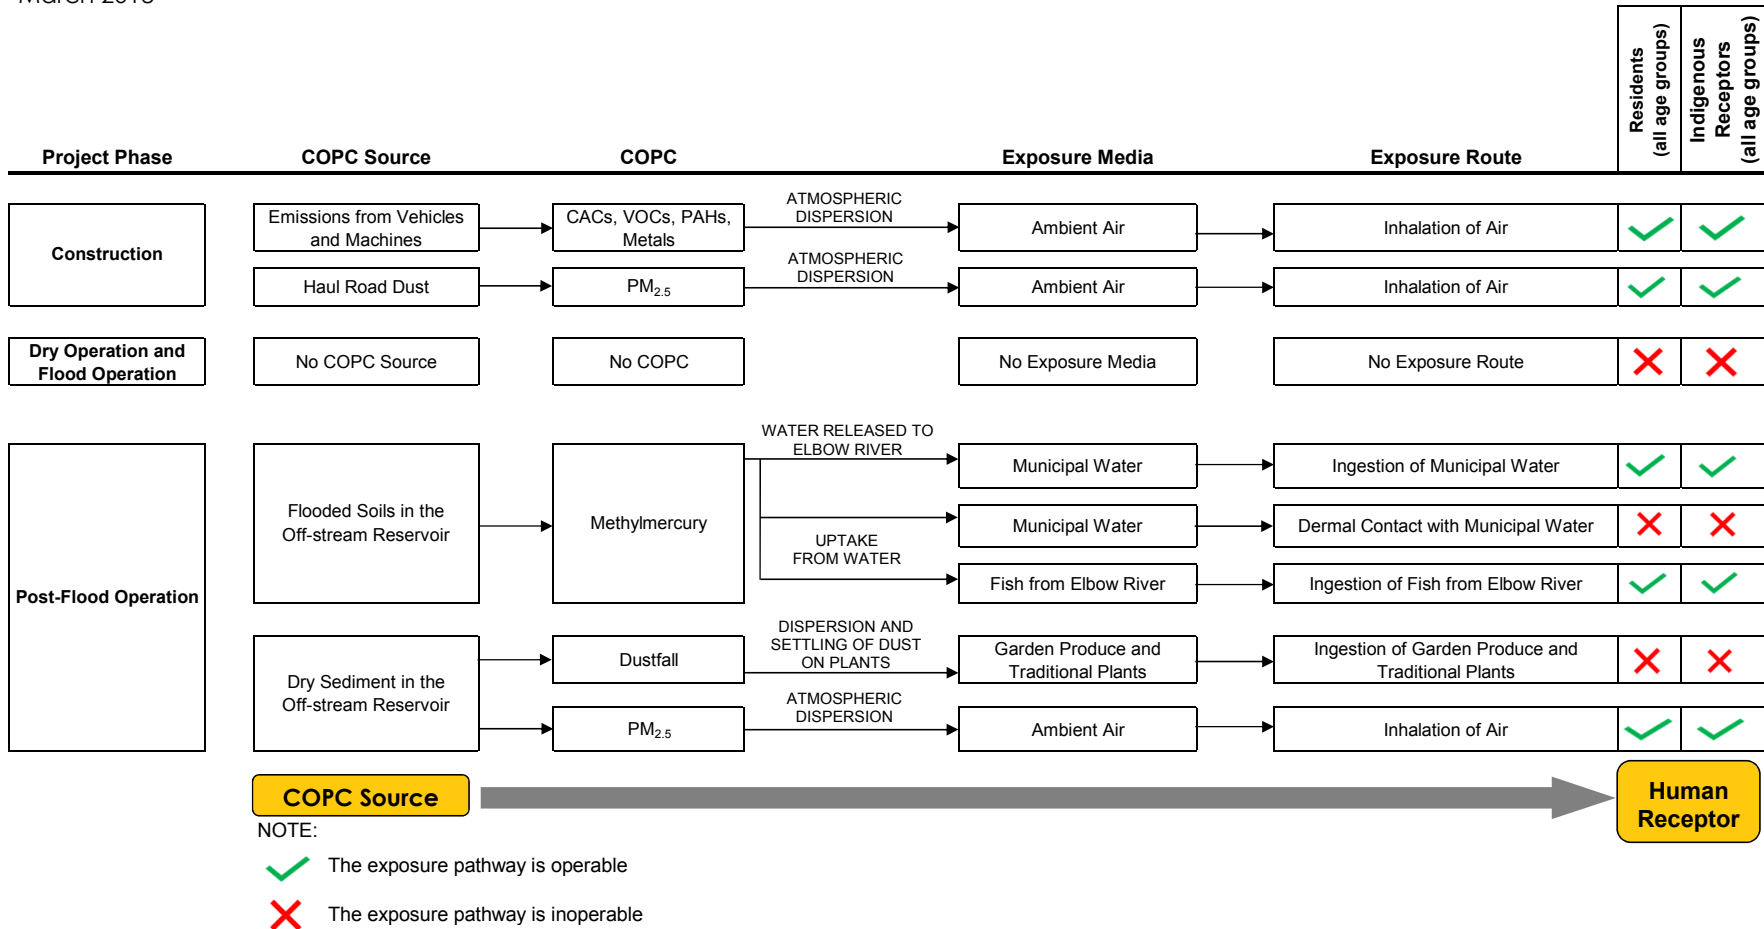 March 2018
Residents
(all age groups)
Indigenous
Receptors
(all age groups)
Project Phase
COPC Source
COPC
Exposure Media
Exposure Route
Construction
Emissions from Vehicles
and Machines
CACs, VOCs, PAHs,
Metals
ATMOSPHERIC
DISPERSION
Ambient Air
Inhalation of Air
Haul Road Dust
PM2.5
ATMOSPHERIC
DISPERSION
Ambient Air
Inhalation of Air
Dry Operation and
Flood Operation
No COPC Source
No COPC
No Exposure Media
No Exposure Route
Post-Flood Operation
Flooded Soils in the
Off-stream Reservoir
Methylmercury
WATER RELEASED TO
ELBOW RIVER
Municipal Water
Ingestion of Municipal Water
Municipal Water
Dermal Contact with Municipal Water
UPTAKE
FROM WATER
Fish from Elbow River
Ingestion of Fish from Elbow River
Dry Sediment in the
Off-stream Reservoir
Dustfall
DISPERSION AND
SETTLING OF DUST
ON PLANTS
Garden Produce and
Traditional Plants
Ingestion of Garden Produce and
Traditional Plants
PM2.5
ATMOSPHERIC
DISPERSION
Ambient Air
Inhalation of Air
COPC Source
Human
Receptor
NOTE:
The exposure pathway is operable
The exposure pathway is inoperable